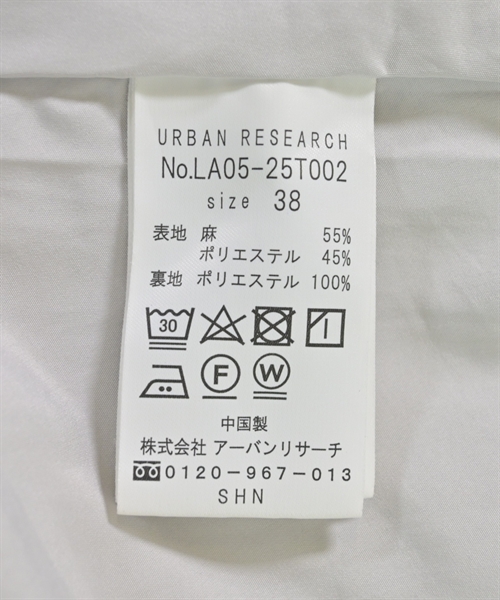 URBAN RESEARCH
No.LA05-25T002
size 38
表地 麻 55%
ポリエステル 45%
裏地 ポリエステル 100%
30
F W
中国製
株式会社 アーバンリサーチ
0120-967-013
SHN